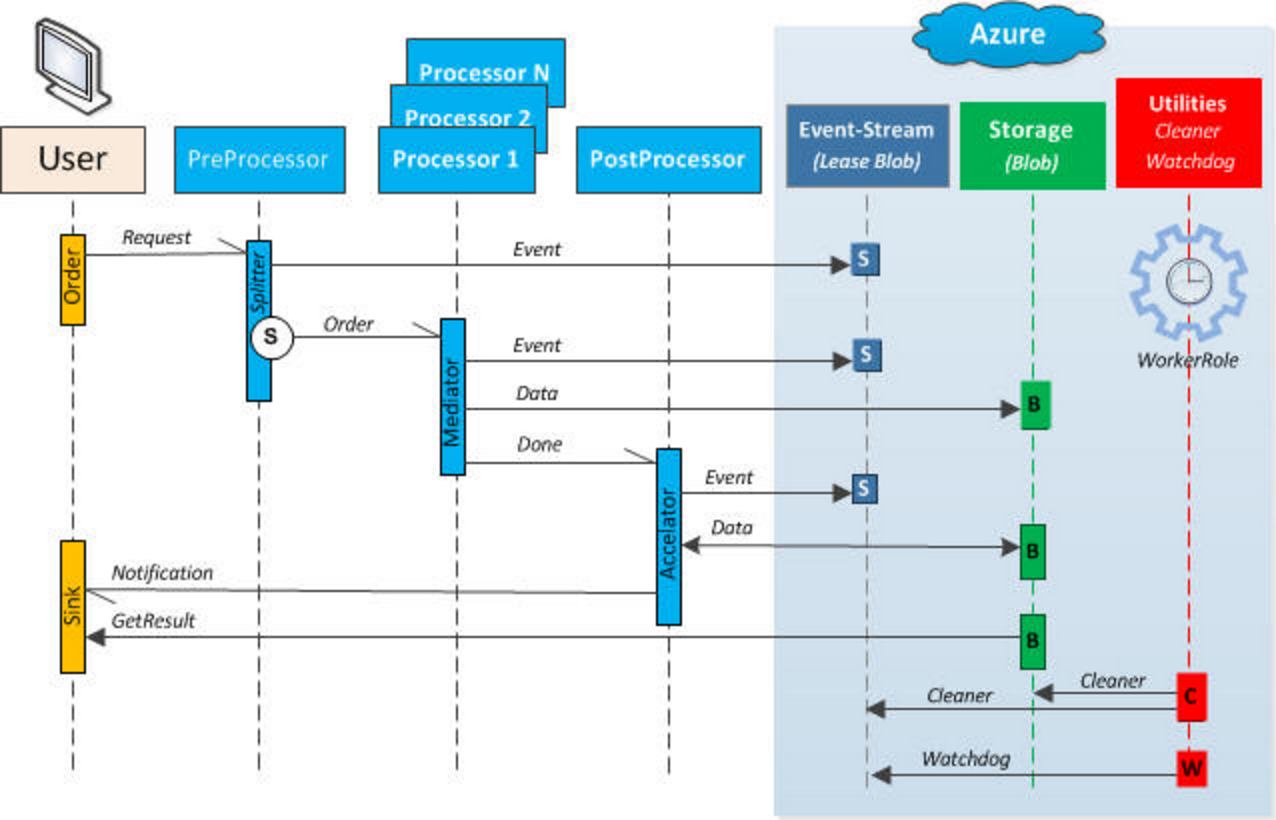 Azure
Processor N
Processor 2
Processor 1
User
PreProcessor
PostProcessor
Event-Stream
(Lease Blob)
Storage
(Blob)
Utilities
Cleaner
Watchdog
Request
Order
Splitter
Event
S
WorkerRole
S
Order
Mediator
Event
S
Data
B
Done
Accelator
Event
S
Data
B
Sink
Notification
GetResult
B
Cleaner
Cleaner
C
Watchdog
W